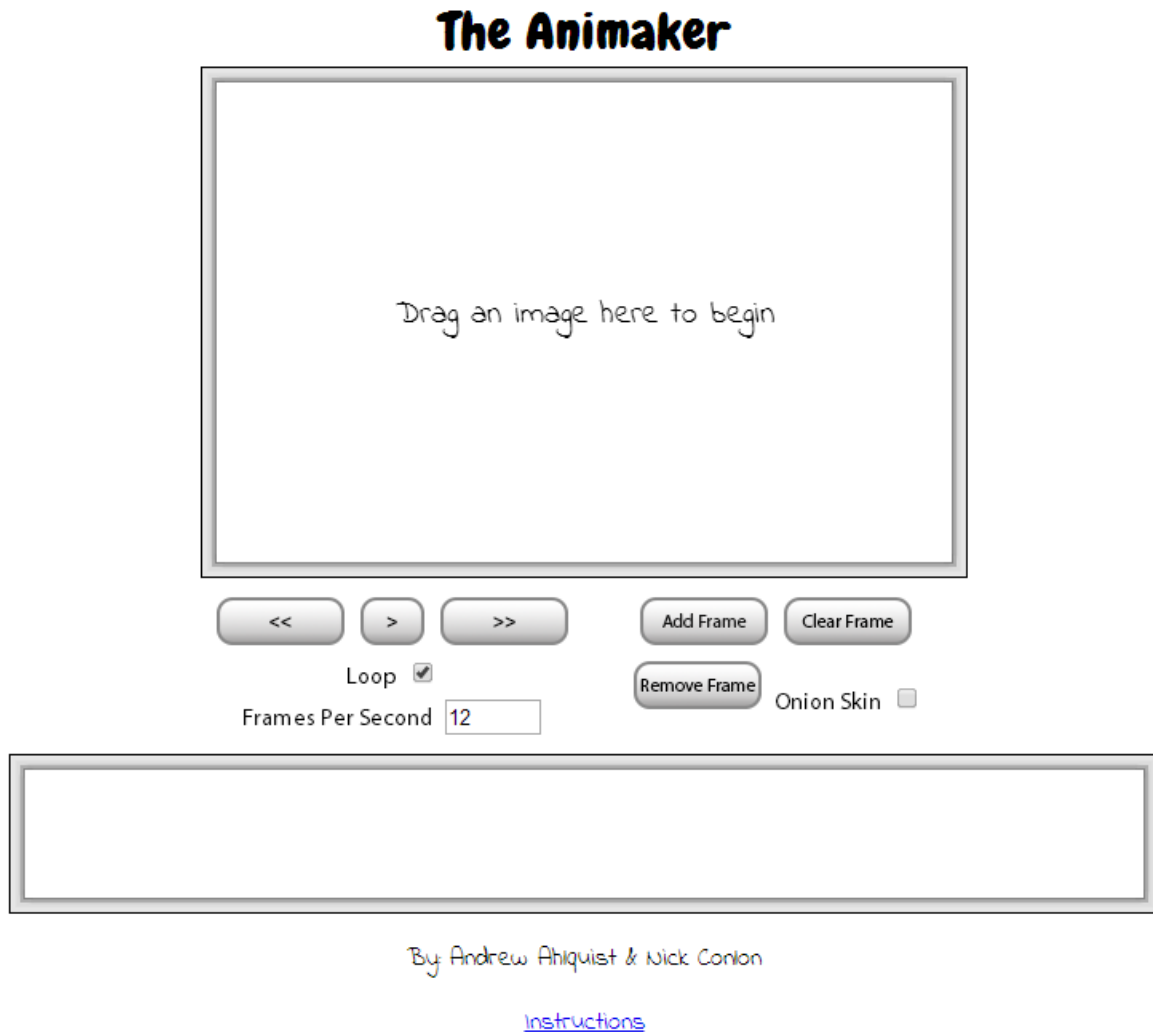 The Animaker
Drag an image here to begin
<< > >> Add Frame Clear Frame
Loop Remove Frame Onion Skin
Frames Per Second 12
By: Andrew Ahlquist & Nick Conlon
Instructions